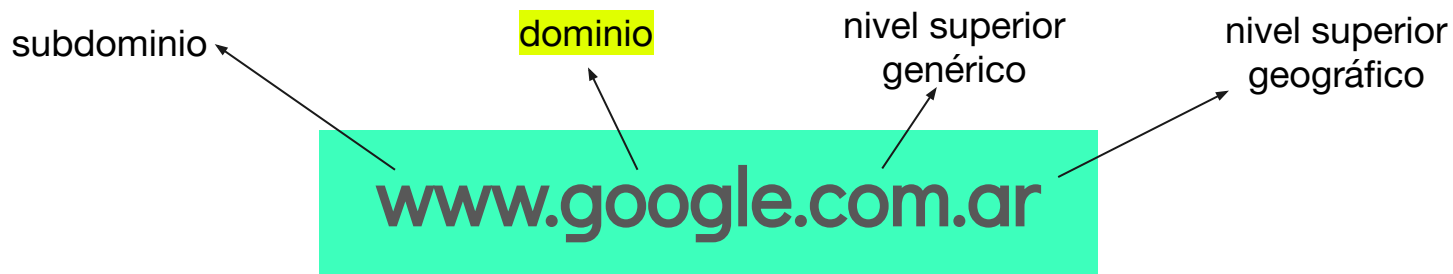 subdominio
dominio
nivel superior
genérico
nivel superior
geográfico
www.google.com.ar